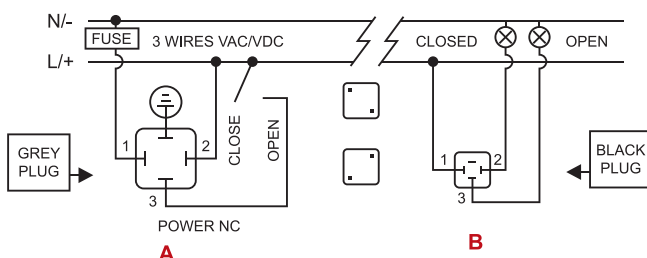 N/-
FUSE
3 WIRES VAC/VDC
CLOSED
OPEN
L/+
GREY
PLUG
1
2
3
CLOSE
OPEN
POWER NC
A
1
2
3
B
BLACK
PLUG